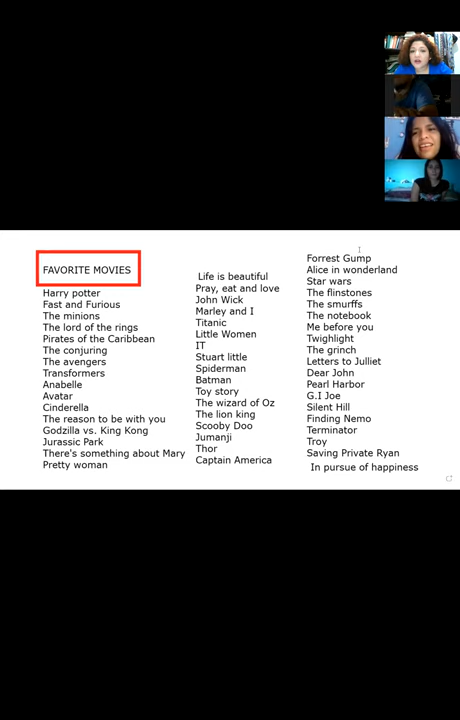 FAVORITE MOVIES
Harry potter
Fast and Furious
The minions
The lord of the rings
Pirates of the Caribbean
The conjuring
The avengers
Transformers
Anabelle
Avatar
Cinderella
The reason to be with you
Godzilla vs. King Kong
Jurassic Park
There's something about Mary
Pretty woman
Life is beautiful
Pray, eat and love
John Wick
Marley and I
Titanic
Little Women
IT
Stuart little
Spiderman
Batman
Toy story
The wizard of Oz
The lion king
Scooby Doo
Jumanji
Thor
Captain America
Forrest Gump
Alice in wonderland
Star wars
The flinstones
The smurffs
The notebook
Me before you
Twighlight
The grinch
Letters to Julliet
Dear John
Pearl Harbor
G.I Joe
Silent Hill
Finding Nemo
Terminator
Troy
Saving Private Ryan
In pursue of happiness